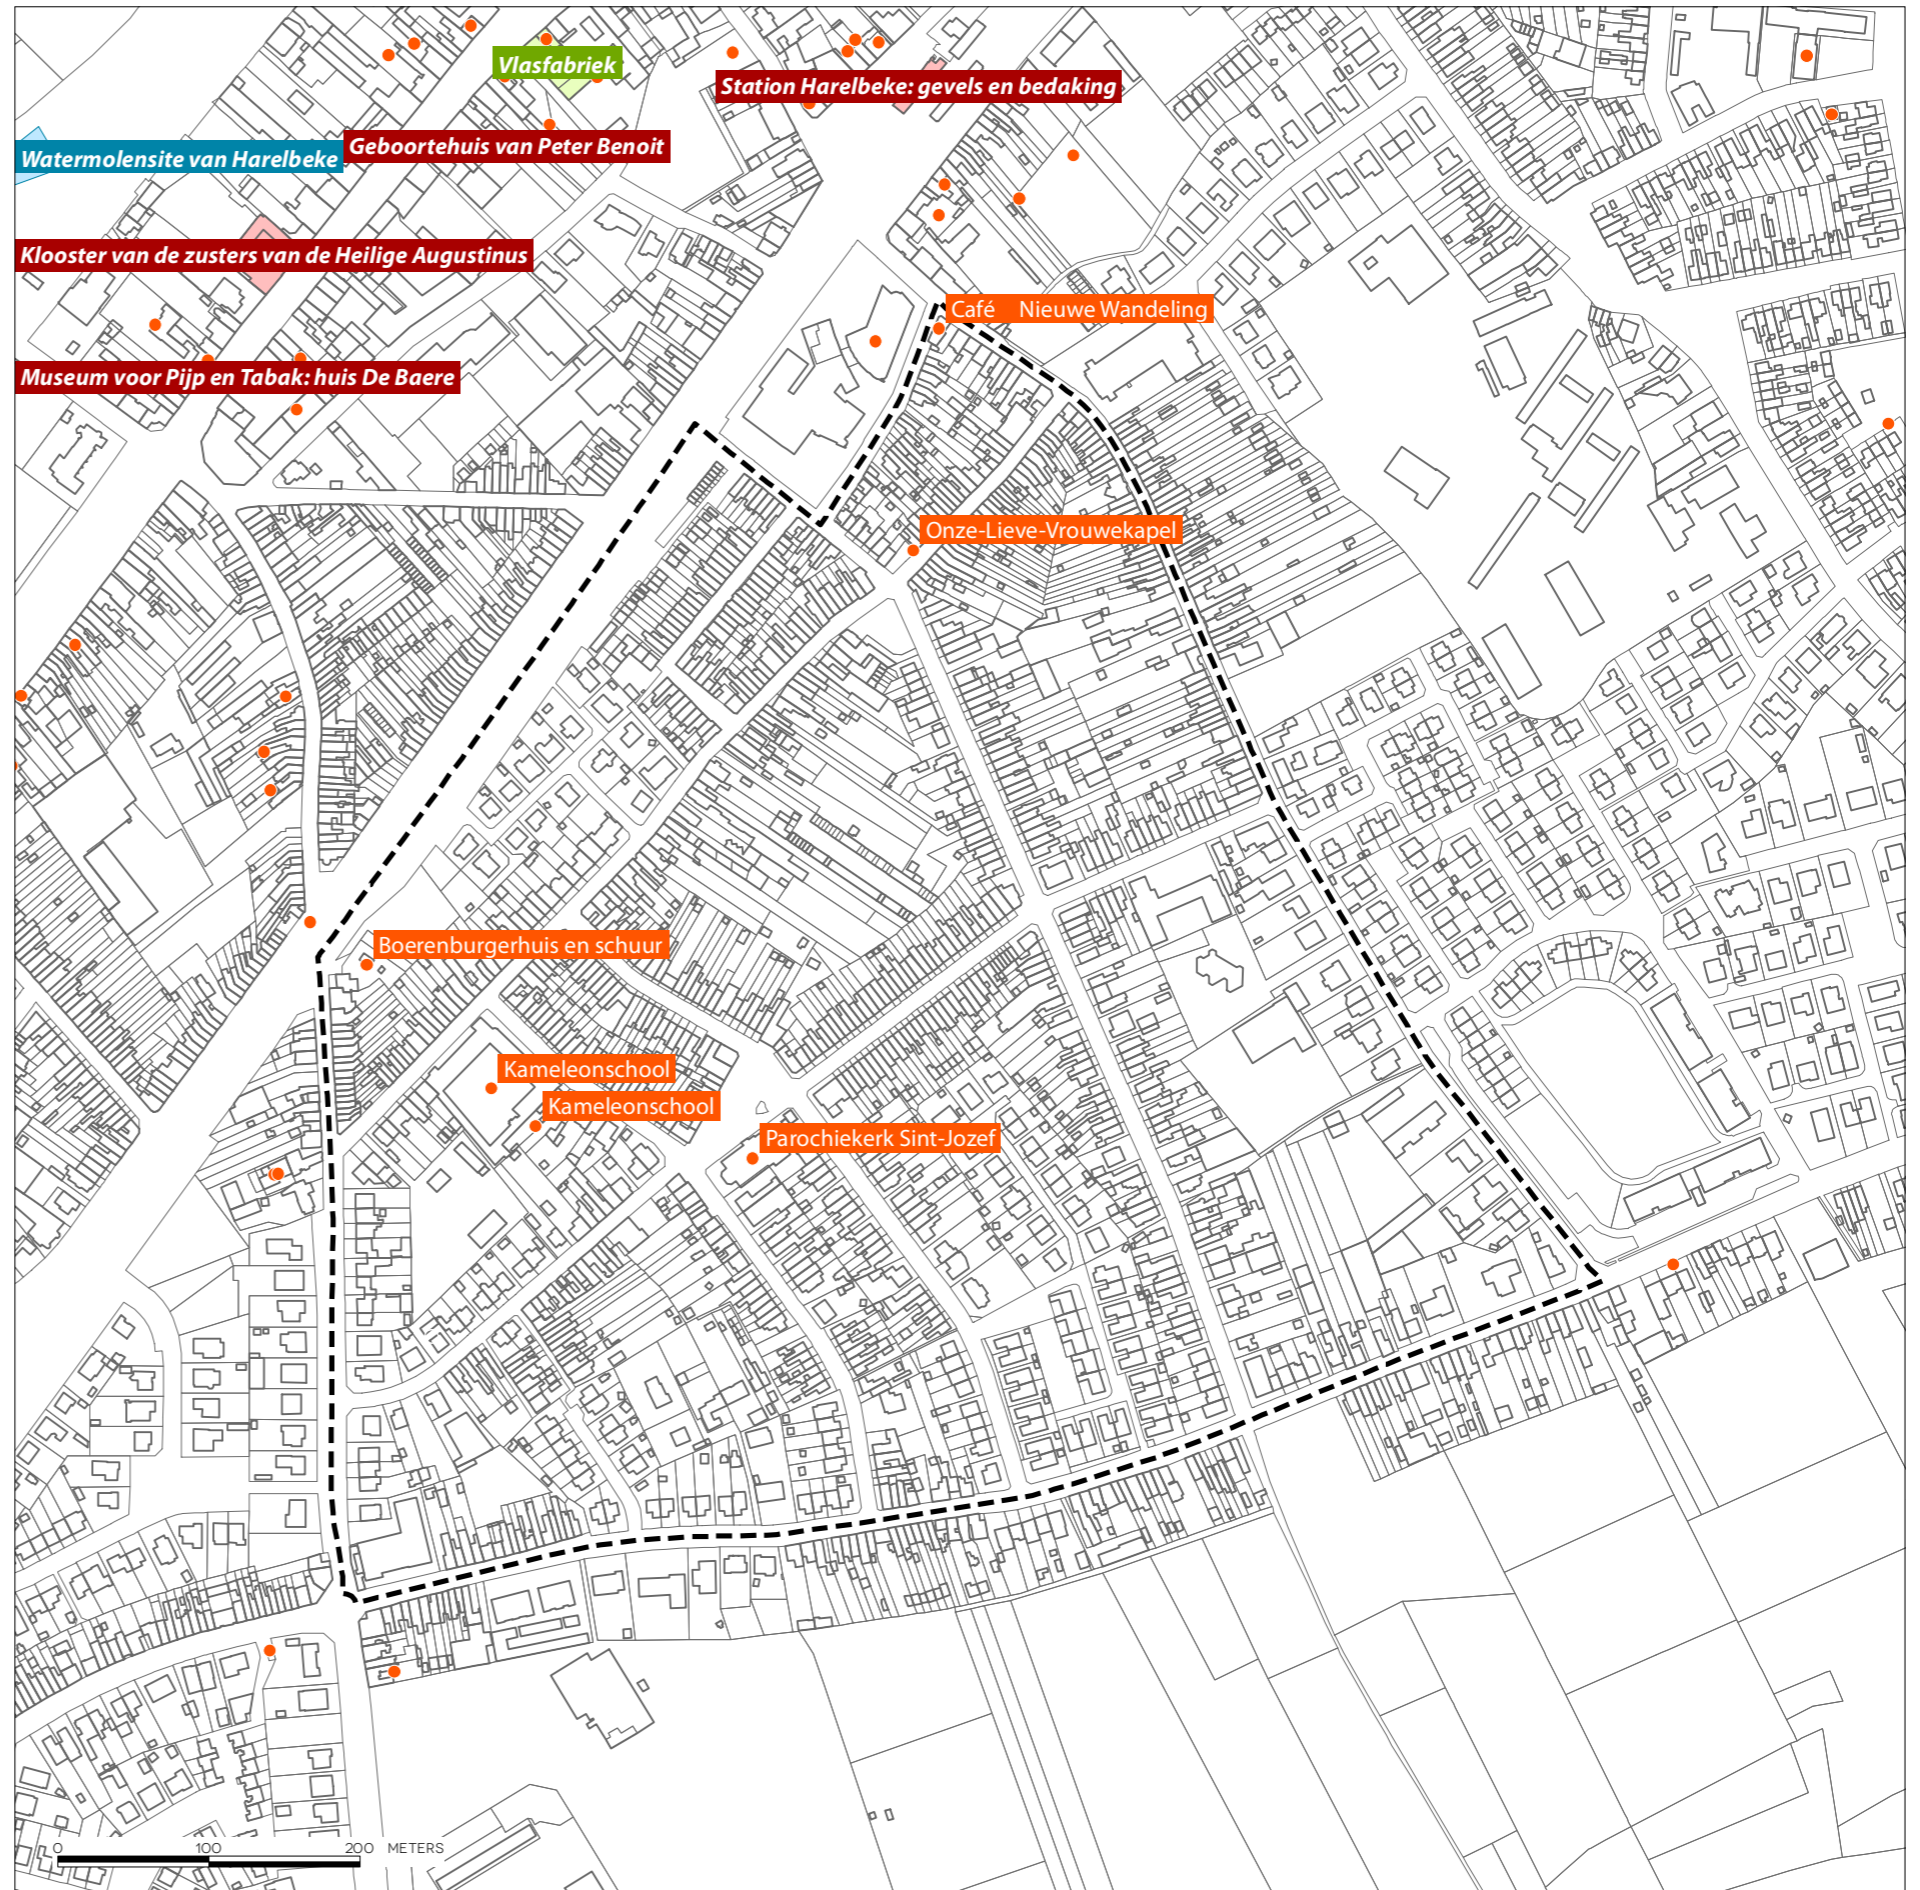 Vlasfabriek
Station Harelbeke: gevels en bedaking
Geboortehuis van Peter Benoit
Watermolensite van Harelbeke
Klooster van de zusters van de Heilige Augustinus
Café Nieuwe Wandeling
Museum voor Pijp en Tabak: huis De Baere
Onze-Lieve-Vrouwekapel
Boerenburgerhuis en schuur
Kameleonschool
Kameleonschool
Parochiekerk Sint-Jozef
0 100 200 METERS